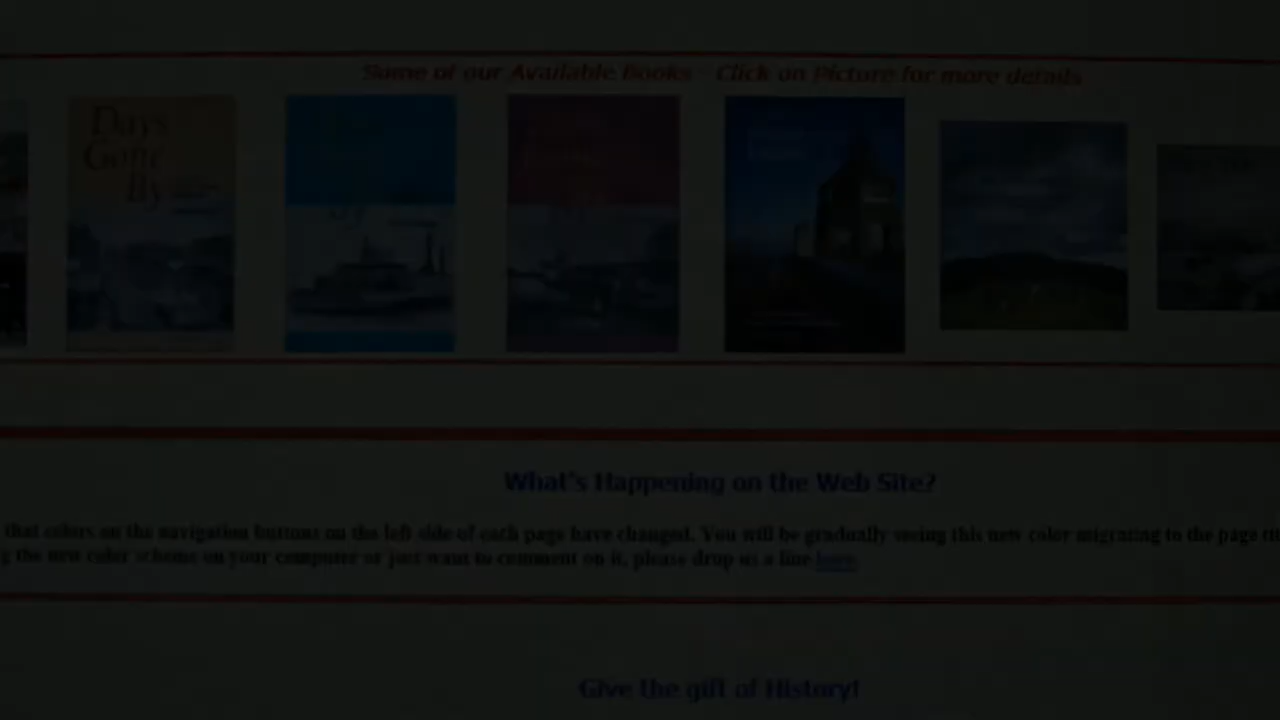 Some of our Available Books - Click on Picture for more details
Days
Gone
By
What's Happening on the Web Site?
that colors on the navigation buttons on the left side of each page have changed. You will be gradually seeing this new color migrating to the page
the new color scheme on your computer or just want to comment on it, please drop us a line here.
Give the gift of History!